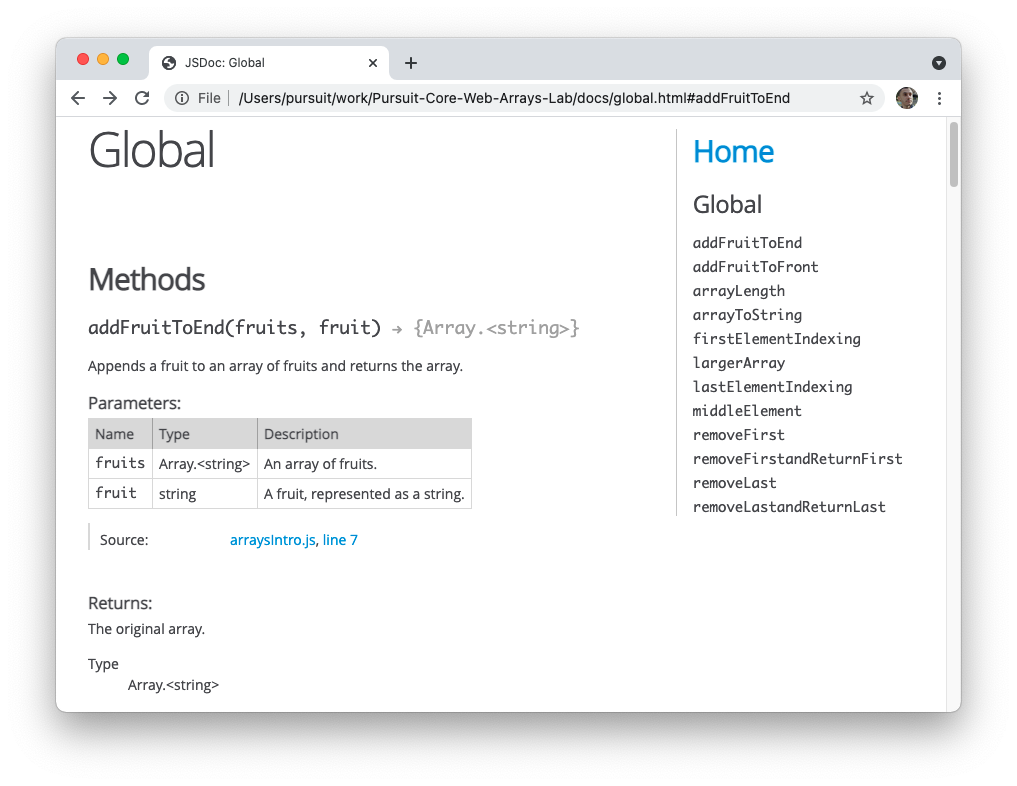 JSDoc: Global
File /Users/pursuit/work/Pursuit-Core-Web-Arrays-Lab/docs/global.html#addFruitToEnd
Global
Methods
addFruitToEnd(fruits, fruit) → {Array.<string>}
Appends a fruit to an array of fruits and returns the array.
Parameters:
Name Type Description
fruits Array.<string> An array of fruits.
fruit string A fruit, represented as a string.
Source: arraysIntro.js, line 7
Returns:
The original array.
Type
Array.<string>
Home
Global
addFruitToEnd
addFruitToFront
arrayLength
arrayToString
firstElementIndexing
largerArray
lastElementIndexing
middleElement
removeFirst
removeFirstandReturnFirst
removeLast
removeLastandReturnLast